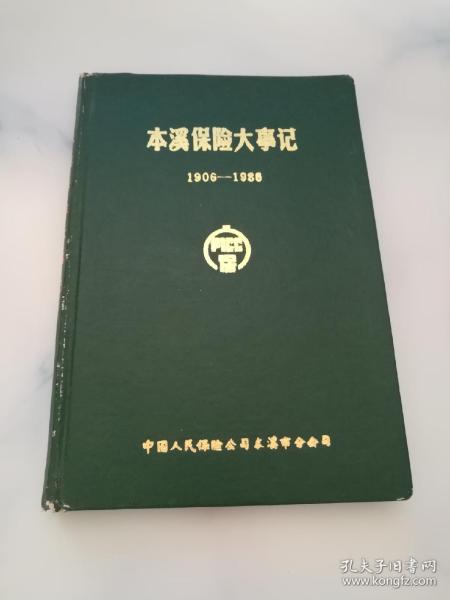 本溪保险大事记
1906—1986
PICC
保
中国人民保险公司本溪市分公司
孔夫子旧书网
www.kongfz.com